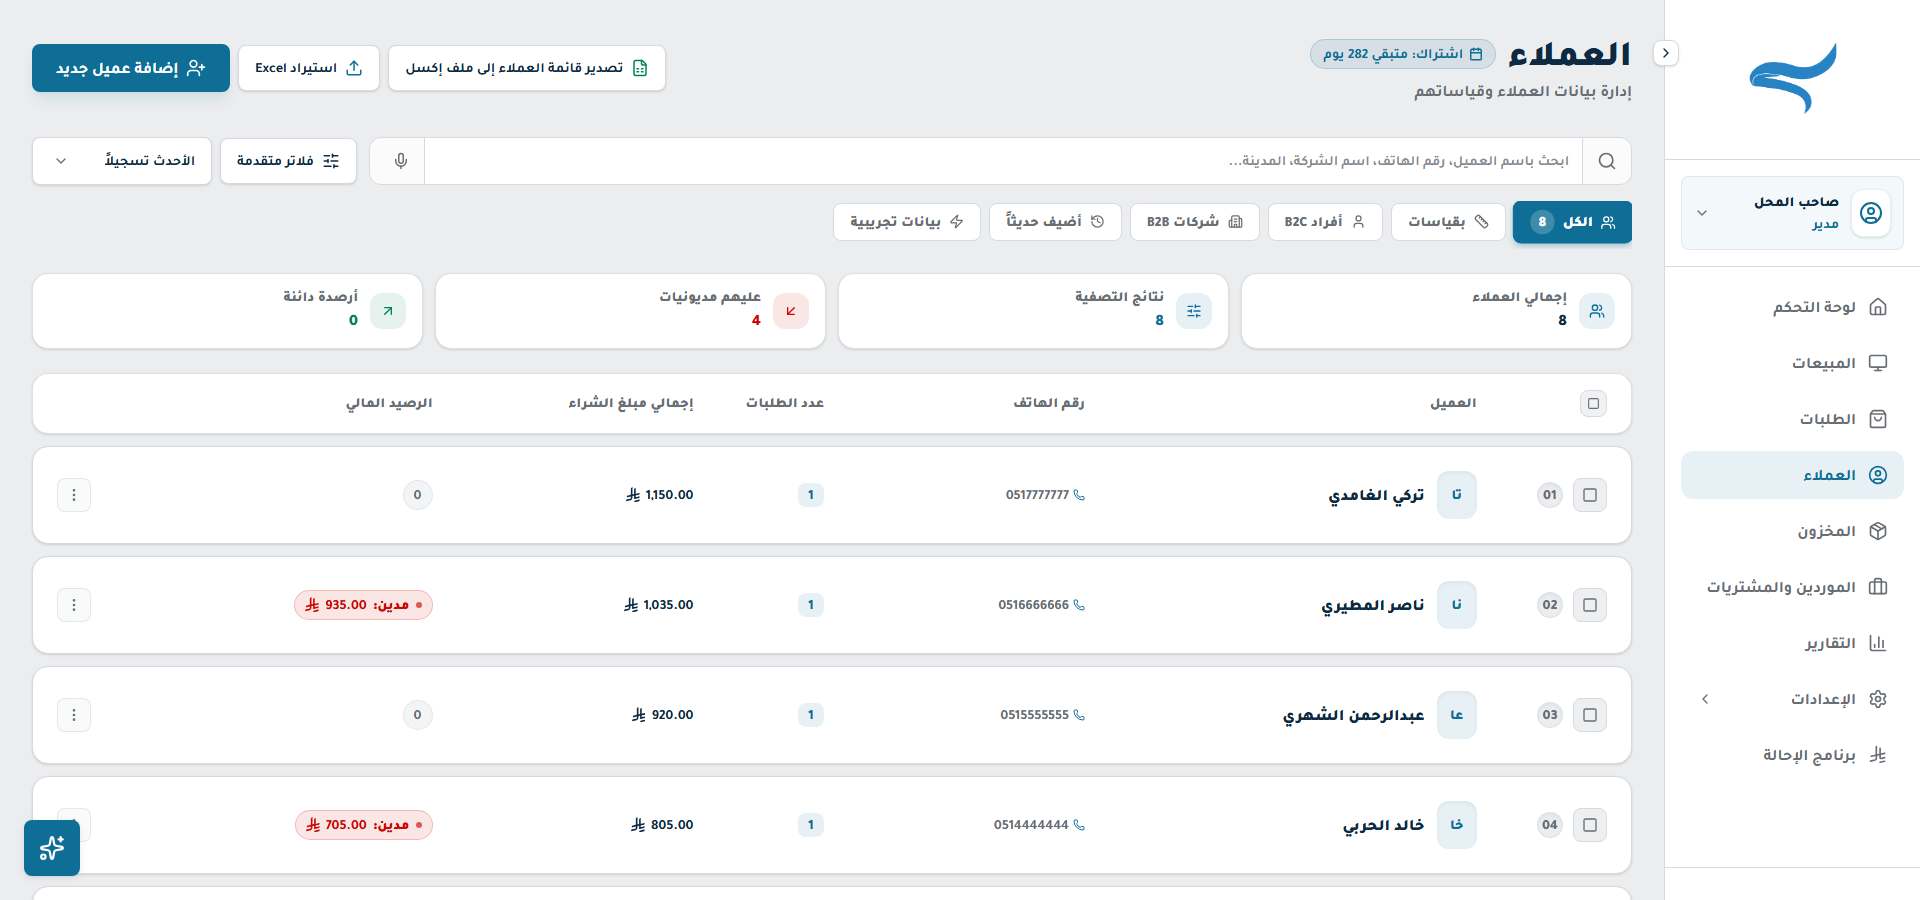 العملاء
اشتراك: متبقي 282 يوم
إدارة بيانات العملاء وقياساتهم
تصدير قائمة العملاء إلى ملف إكسل
استيراد Excel
إضافة عميل جديد
ابحث باسم العميل، رقم الهاتف، اسم الشركة، المدينة...
فلاتر متقدمة
الأحدث تسجيلاً
الكل 8
بقياسات
أفراد B2C
شركات B2B
أضيف حديثاً
بيانات تجريبية
إجمالي العملاء
8
نتائج التصفية
8
عليهم مديونيات
4
أرصدة دائنة
0
العميل
رقم الهاتف
عدد الطلبات
إجمالي مبلغ الشراء
الرصيد المالي
01 تا تركي الغامدي 0517777777 1 1,150.00 0
02 نا ناصر المطيري 0516666666 1 1,035.00 مدين: 935.00
03 عا عبدالرحمن الشهري 0515555555 1 920.00 0
04 خا خالد الحربي 0514444444 1 805.00 مدين: 705.00
صاحب المحل
مدير
لوحة التحكم
المبيعات
الطلبات
العملاء
المخزون
الموردين والمشتريات
التقارير
الإعدادات
برنامج الإحالة